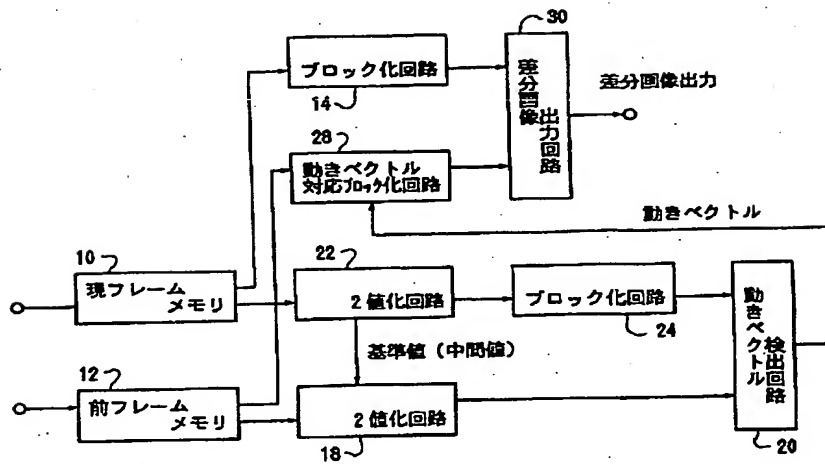 30
ブロック化回路
14
差分画像
出力回路
差分画像出力
28
動きベクトル
対応ブロック化回路
動きベクトル
10
現フレーム
メモリ
22
2値化回路
ブロック化回路
24
動きベクトル
検出回路
20
基準値（中間値）
12
前フレーム
メモリ
2値化回路
18